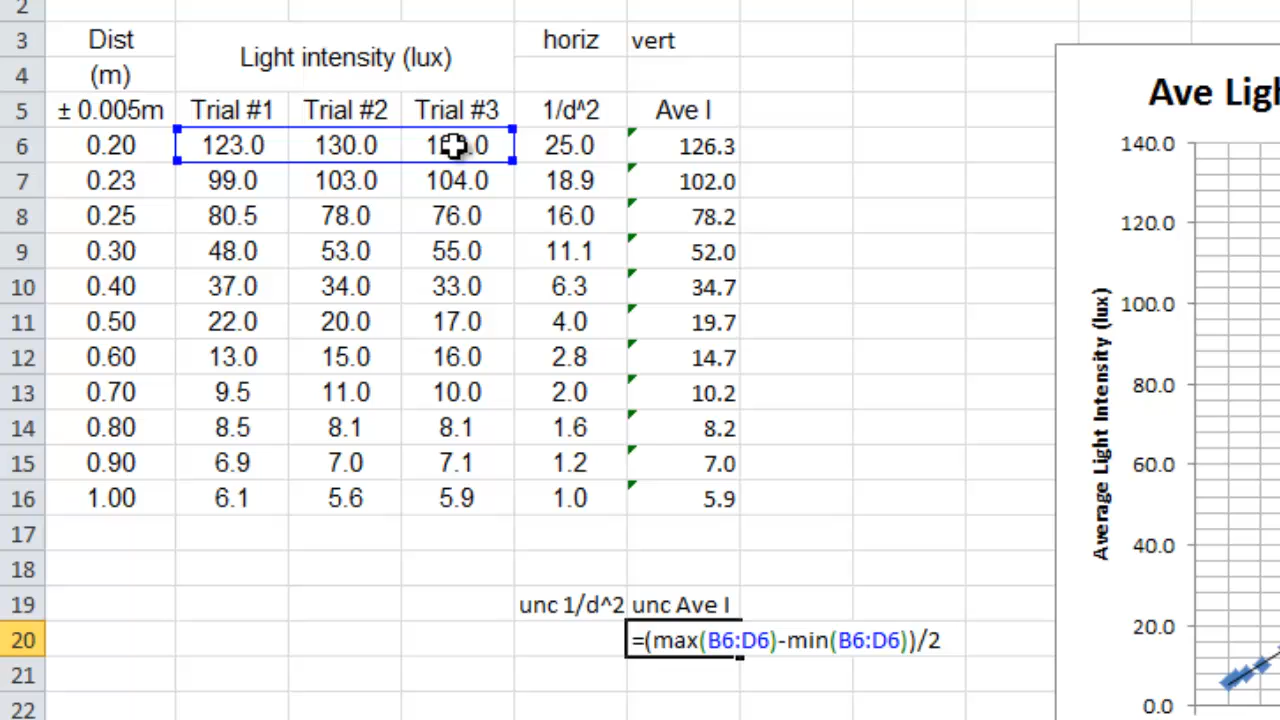 2
3 Dist Light intensity (lux) horiz vert
4 (m)
5 ± 0.005m Trial #1 Trial #2 Trial #3 1/d^2 Ave I
6 0.20 123.0 130.0 25.0 126.3
7 0.23 99.0 103.0 104.0 18.9 102.0
8 0.25 80.5 78.0 76.0 16.0 78.2
9 0.30 48.0 53.0 55.0 11.1 52.0
10 0.40 37.0 34.0 33.0 6.3 34.7
11 0.50 22.0 20.0 17.0 4.0 19.7
12 0.60 13.0 15.0 16.0 2.8 14.7
13 0.70 9.5 11.0 10.0 2.0 10.2
14 0.80 8.5 8.1 8.1 1.6 8.2
15 0.90 6.9 7.0 7.1 1.2 7.0
16 1.00 6.1 5.6 5.9 1.0 5.9
17
18
19 unc 1/d^2 unc Ave I
20 =(max(B6:D6)-min(B6:D6))/2
21
22
Ave
140.0
120.0
100.0
80.0
60.0
40.0
20.0
0.0
Average Light Intensity (lux)